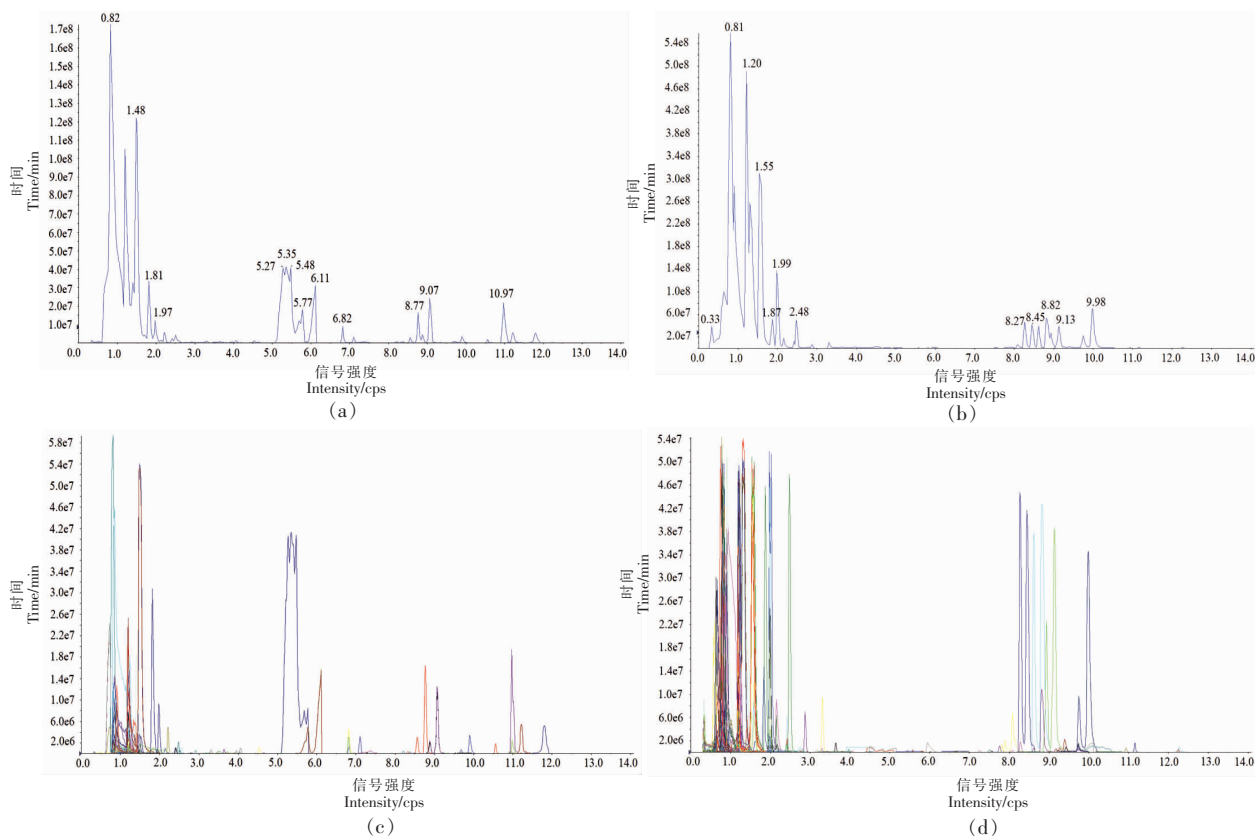 0.82
1.7e8
1.6e8
1.5e8
1.4e8
1.3e8
1.48
1.2e8
1.1e8
1.0e8
9.0e7
8.0e7
7.0e7
6.0e7
5.0e7
5.35
4.0e7
5.27
5.48
1.81
6.11
3.0e7
9.07
10.97
2.0e7
1.97
5.77
8.77
6.82
1.0e7
0.0 1.0 2.0 3.0 4.0 5.0 6.0 7.0 8.0 9.0 10.0 11.0 12.0 13.0 14.0
时间
Time/min
信号强度
Intensity/cps
(a)
0.81
5.4e8
5.0e8
1.20
4.6e8
4.2e8
3.8e8
3.4e8
1.55
3.0e8
2.6e8
2.2e8
1.8e8
1.99
1.4e8
1.0e8
1.87
2.48
8.82
9.98
6.0e7
0.33
8.27
8.45
9.13
2.0e7
0.0 1.0 2.0 3.0 4.0 5.0 6.0 7.0 8.0 9.0 10.0 11.0 12.0 13.0 14.0
时间
Time/min
信号强度
Intensity/cps
(b)
5.8e7
5.4e7
4.6e7
4.2e7
3.8e7
3.4e7
3.0e7
2.6e7
2.2e7
1.8e7
1.4e7
1.0e7
6.0e6
2.0e6
0.0 1.0 2.0 3.0 4.0 5.0 6.0 7.0 8.0 9.0 10.0 11.0 12.0 13.0 14.0
时间
Time/min
信号强度
Intensity/cps
(c)
5.4e7
5.0e7
4.6e7
4.2e7
3.8e7
3.4e7
3.0e7
2.6e7
2.2e7
1.8e7
1.4e7
1.0e7
6.0e6
2.0e6
0.0 1.0 2.0 3.0 4.0 5.0 6.0 7.0 8.0 9.0 10.0 11.0 12.0 13.0 14.0
时间
Time/min
信号强度
Intensity/cps
(d)